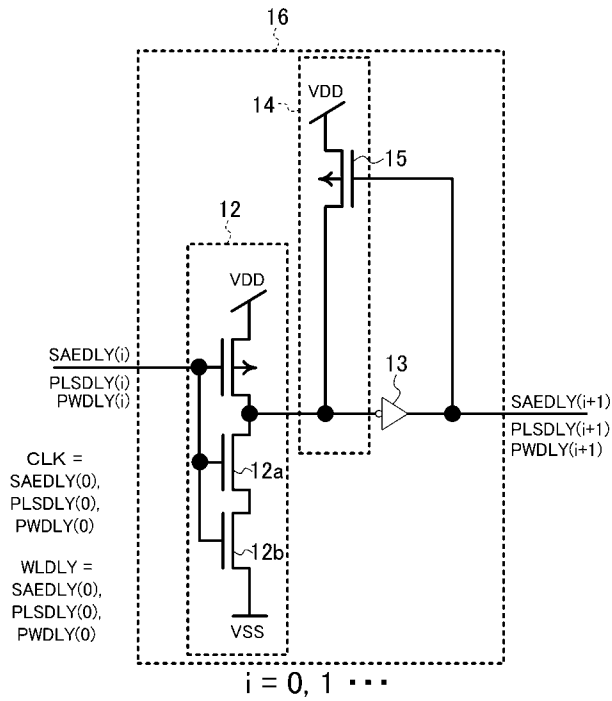 16
14
VDD
15
12
VDD
SAEDLY(i)
PLSDLY(i)
PWDLY(i)
13
SAEDLY(i+1)
PLSDLY(i+1)
PWDLY(i+1)
12a
12b
CLK =
SAEDLY(0),
PLSDLY(0),
PWDLY(0)
WLDLY =
SAEDLY(0),
PLSDLY(0),
PWDLY(0)
VSS
i = 0, 1 ・・・